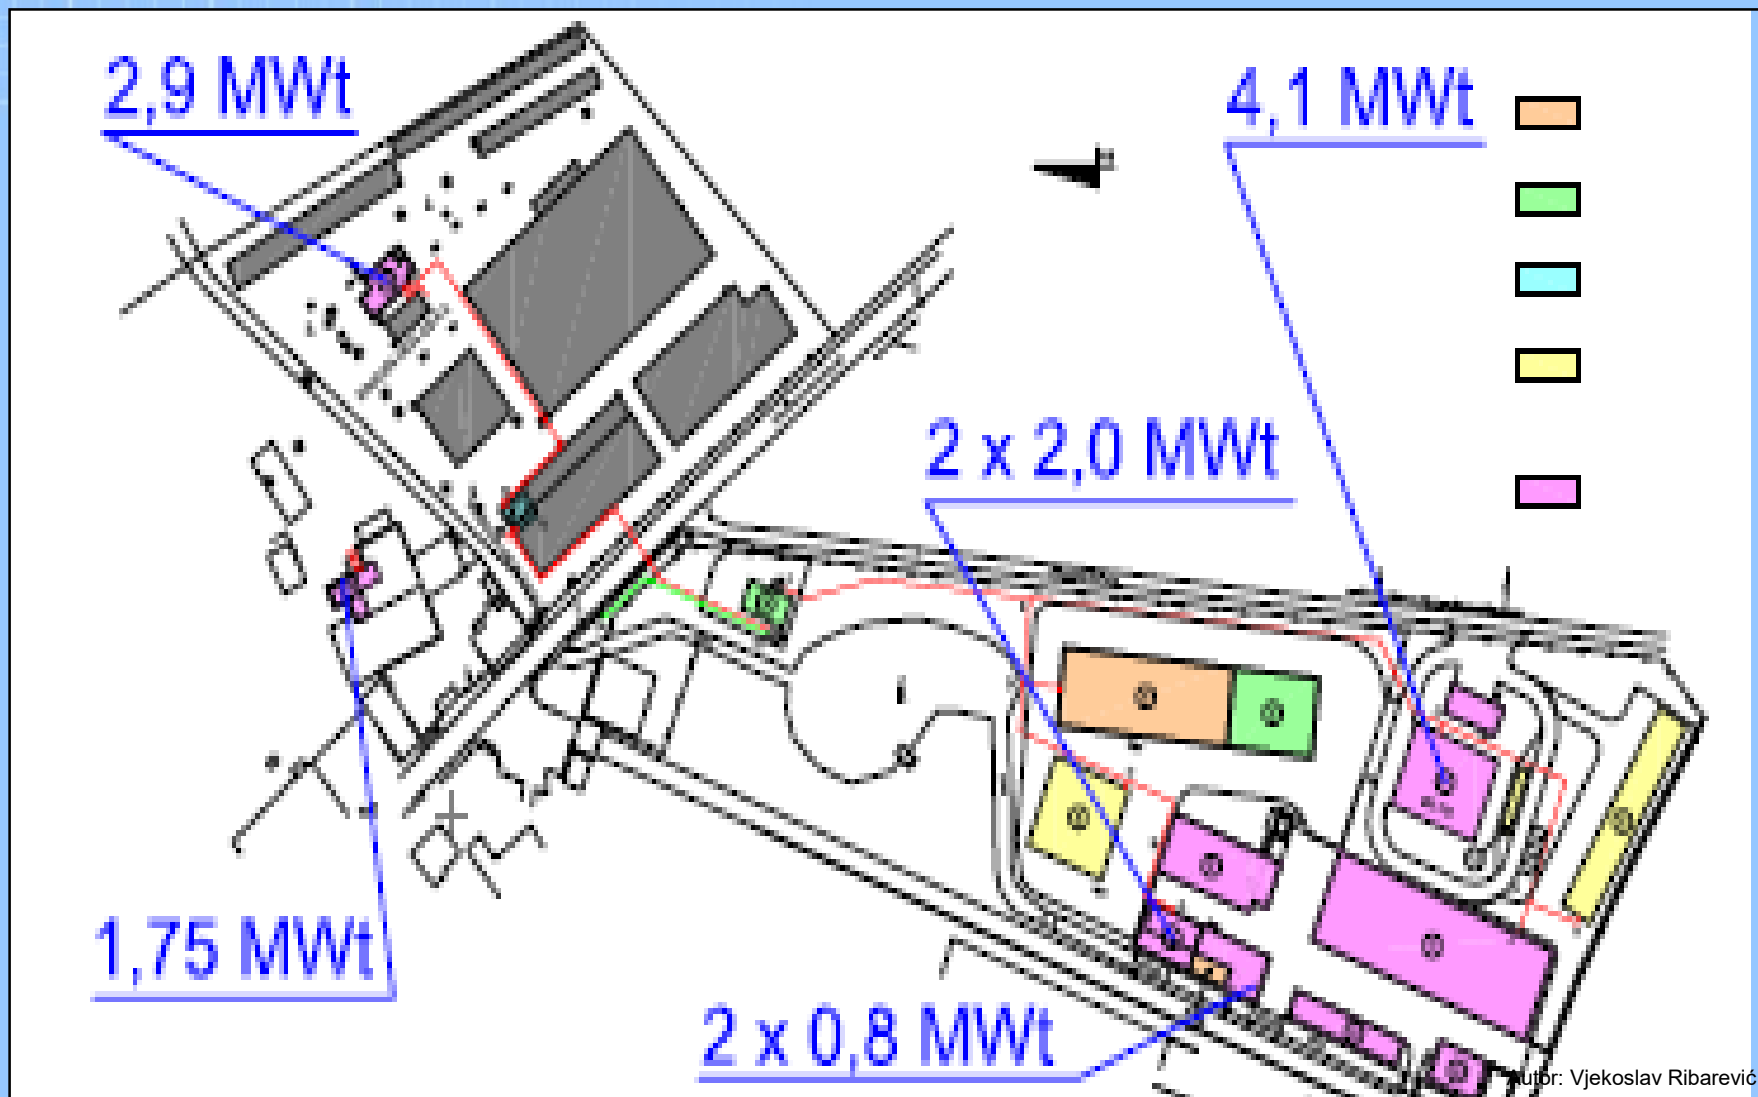 2,9 MWt
4,1 MWt
2 x 2,0 MWt
1,75 MWt
2 x 0,8 MWt
Autor: Vjekoslav Ribarević